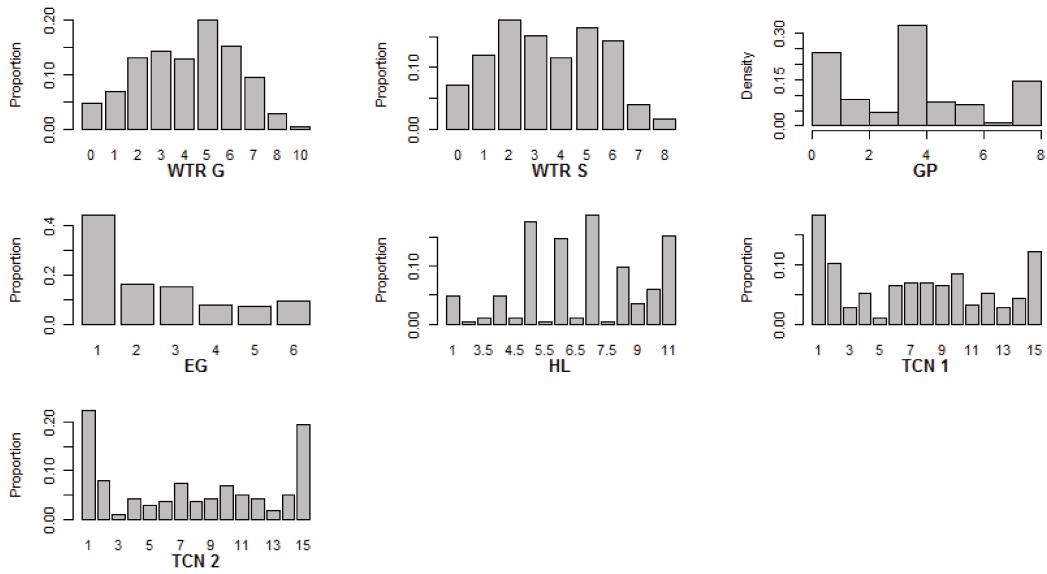 Proportion
0.00 0.10 0.20
0 1 2 3 4 5 6 7 8 10
WTR G
Proportion
0.00 0.10
0 1 2 3 4 5 6 7 8
WTR S
Density
0.00 0.15 0.30
0 2 4 6 8
GP
Proportion
0.0 0.2 0.4
1 2 3 4 5 6
EG
Proportion
0.00 0.10
1 3.5 4.5 5.5 6.5 7.5 9 11
HL
Proportion
0.00 0.10
1 3 5 7 9 11 13 15
TCN 1
Proportion
0.00 0.10 0.20
1 3 5 7 9 11 13 15
TCN 2